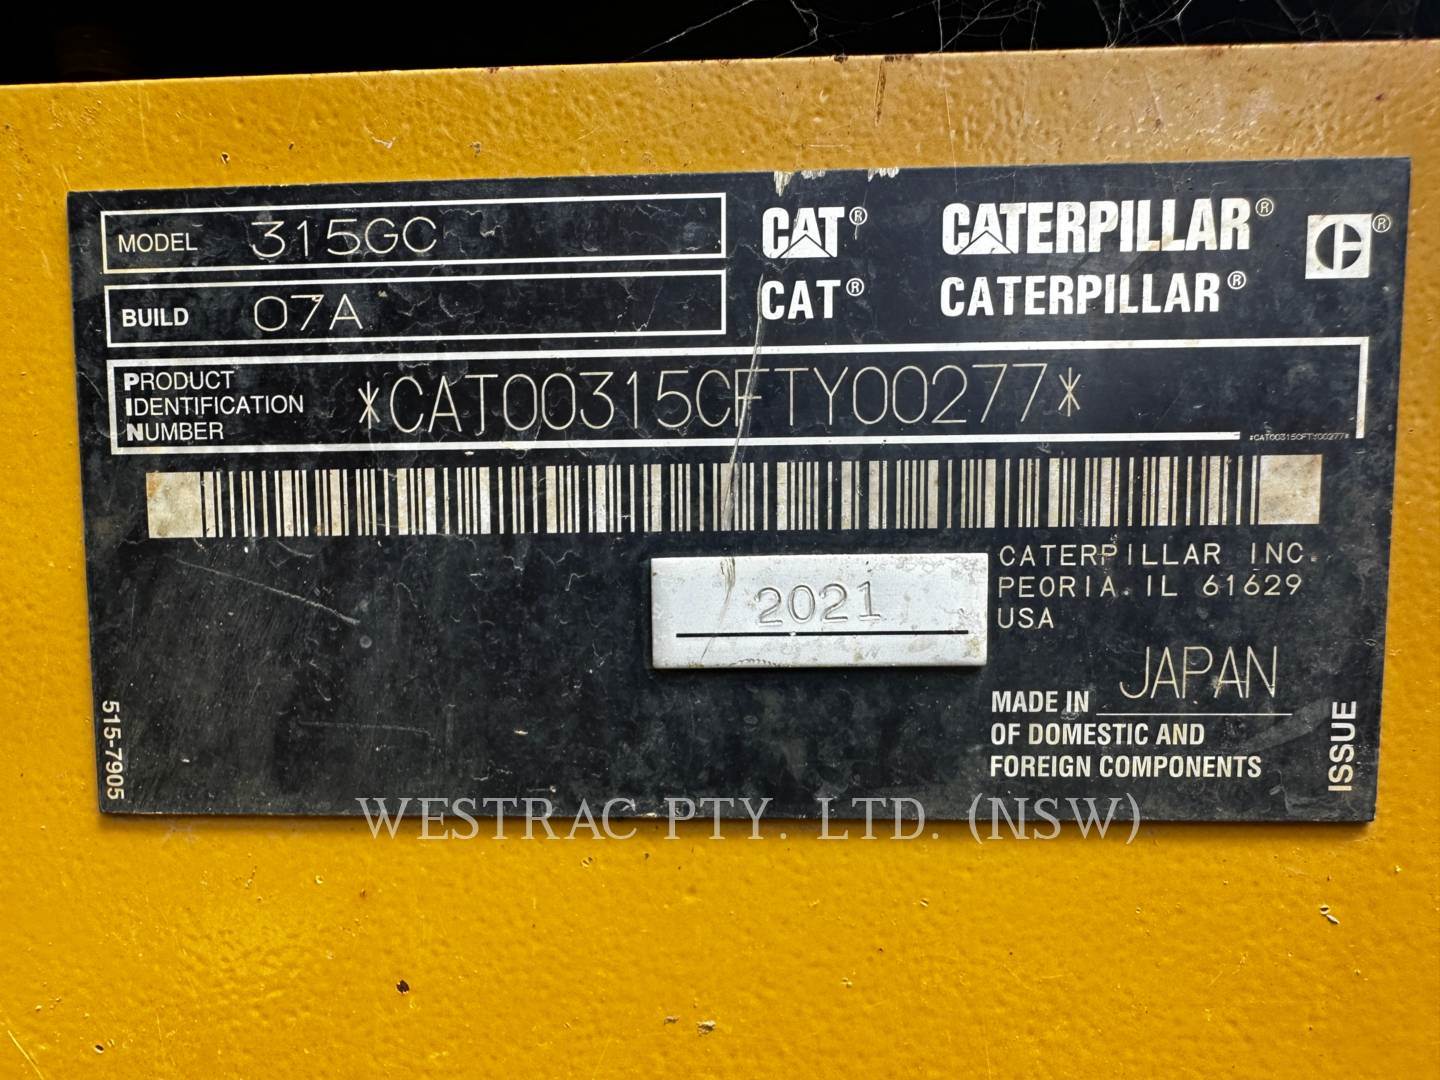 MODEL 315GC
CAT® CATERPILLAR®
BUILD 07A
CAT® CATERPILLAR®
PRODUCT
IDENTIFICATION
NUMBER
*CAT00315CFTY00277*
*CAT00315CFTY00277*
2021
CATERPILLAR INC.
PEORIA. IL 61629
USA
MADE IN JAPAN
OF DOMESTIC AND
FOREIGN COMPONENTS
515-7905
ISSUE
WESTRAC PTY. LTD. (NSW)